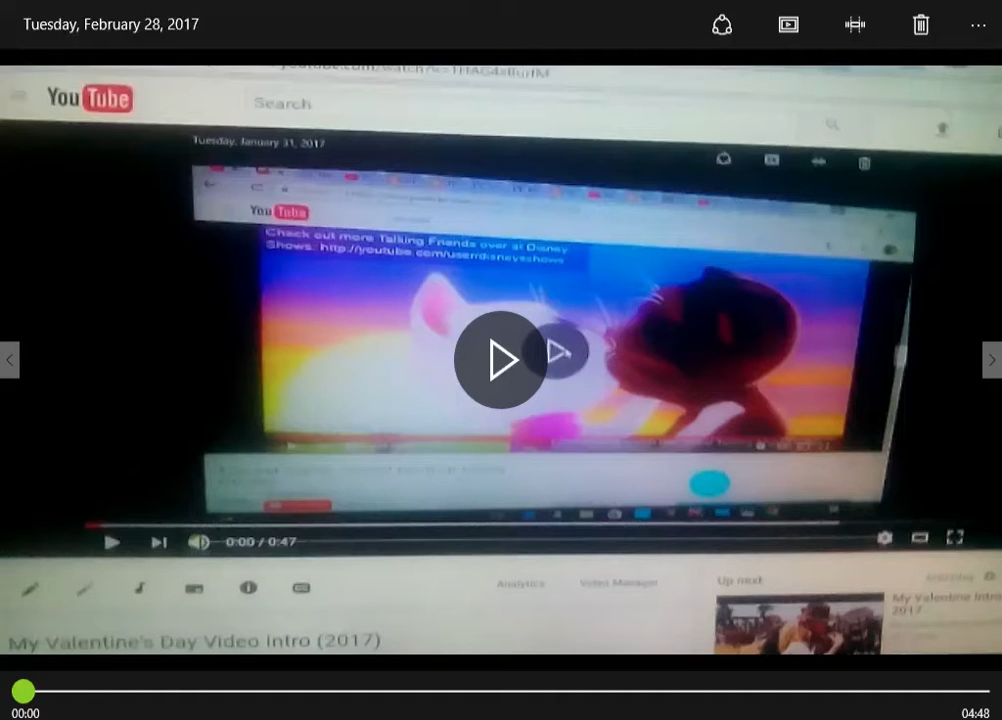 Tuesday, February 28, 2017
YouTube
Search
Tuesday, January 31, 2017
YouTube
Check out more Talking Friends over at Disney
Shows: http://youtube.com/user/disneyshows
0:00 / 0:47
Analytics
Video Manager
Up next
My Valentine Intro
2017
My Valentine's Day Video Intro (2017)
00:00
04:48